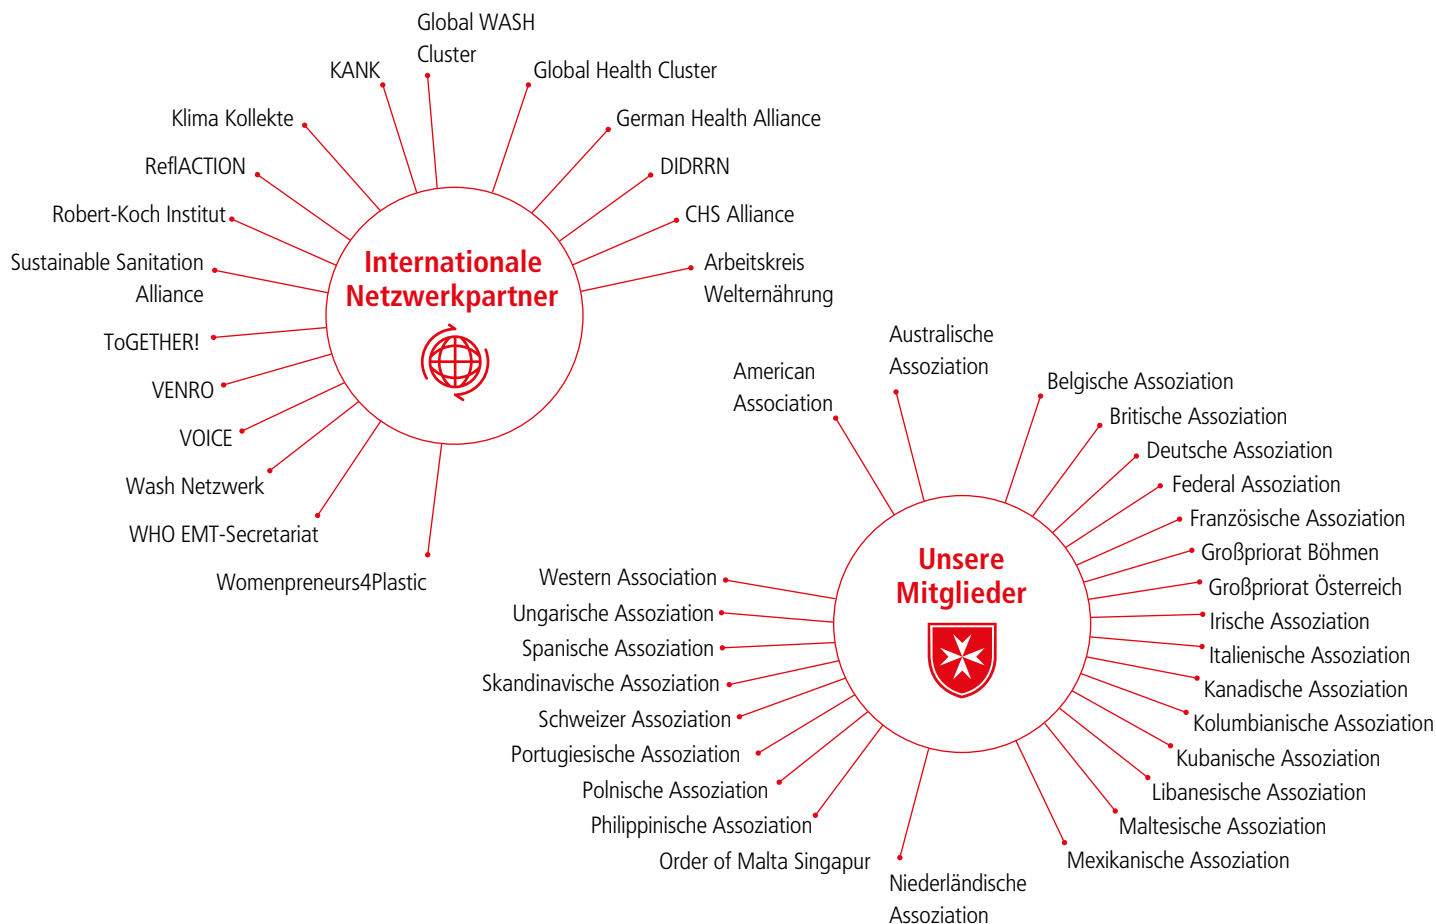 Global WASH
Cluster
KANK
Global Health Cluster
Klima Kollekte
German Health Alliance
ReflACTION
DIDRRN
Robert-Koch Institut
CHS Alliance
Sustainable Sanitation
Alliance
Arbeitskreis
Welternährung
Internationale
Netzwerkpartner
ToGETHER!
VENRO
VOICE
Wash Netzwerk
WHO EMT-Secretariat
Womenpreneurs4Plastic
American
Association
Australische
Assoziation
Belgische Assoziation
Britische Assoziation
Deutsche Assoziation
Federal Assoziation
Französische Assoziation
Großpriorat Böhmen
Großpriorat Österreich
Irische Assoziation
Italienische Assoziation
Kanadische Assoziation
Kolumbianische Assoziation
Kubanische Assoziation
Libanesische Assoziation
Maltesische Assoziation
Mexikanische Assoziation
Unsere
Mitglieder
Western Association
Ungarische Assoziation
Spanische Assoziation
Skandinavische Assoziation
Schweizer Assoziation
Portugiesische Assoziation
Polnische Assoziation
Philippinische Assoziation
Order of Malta Singapur
Niederländische
Assoziation